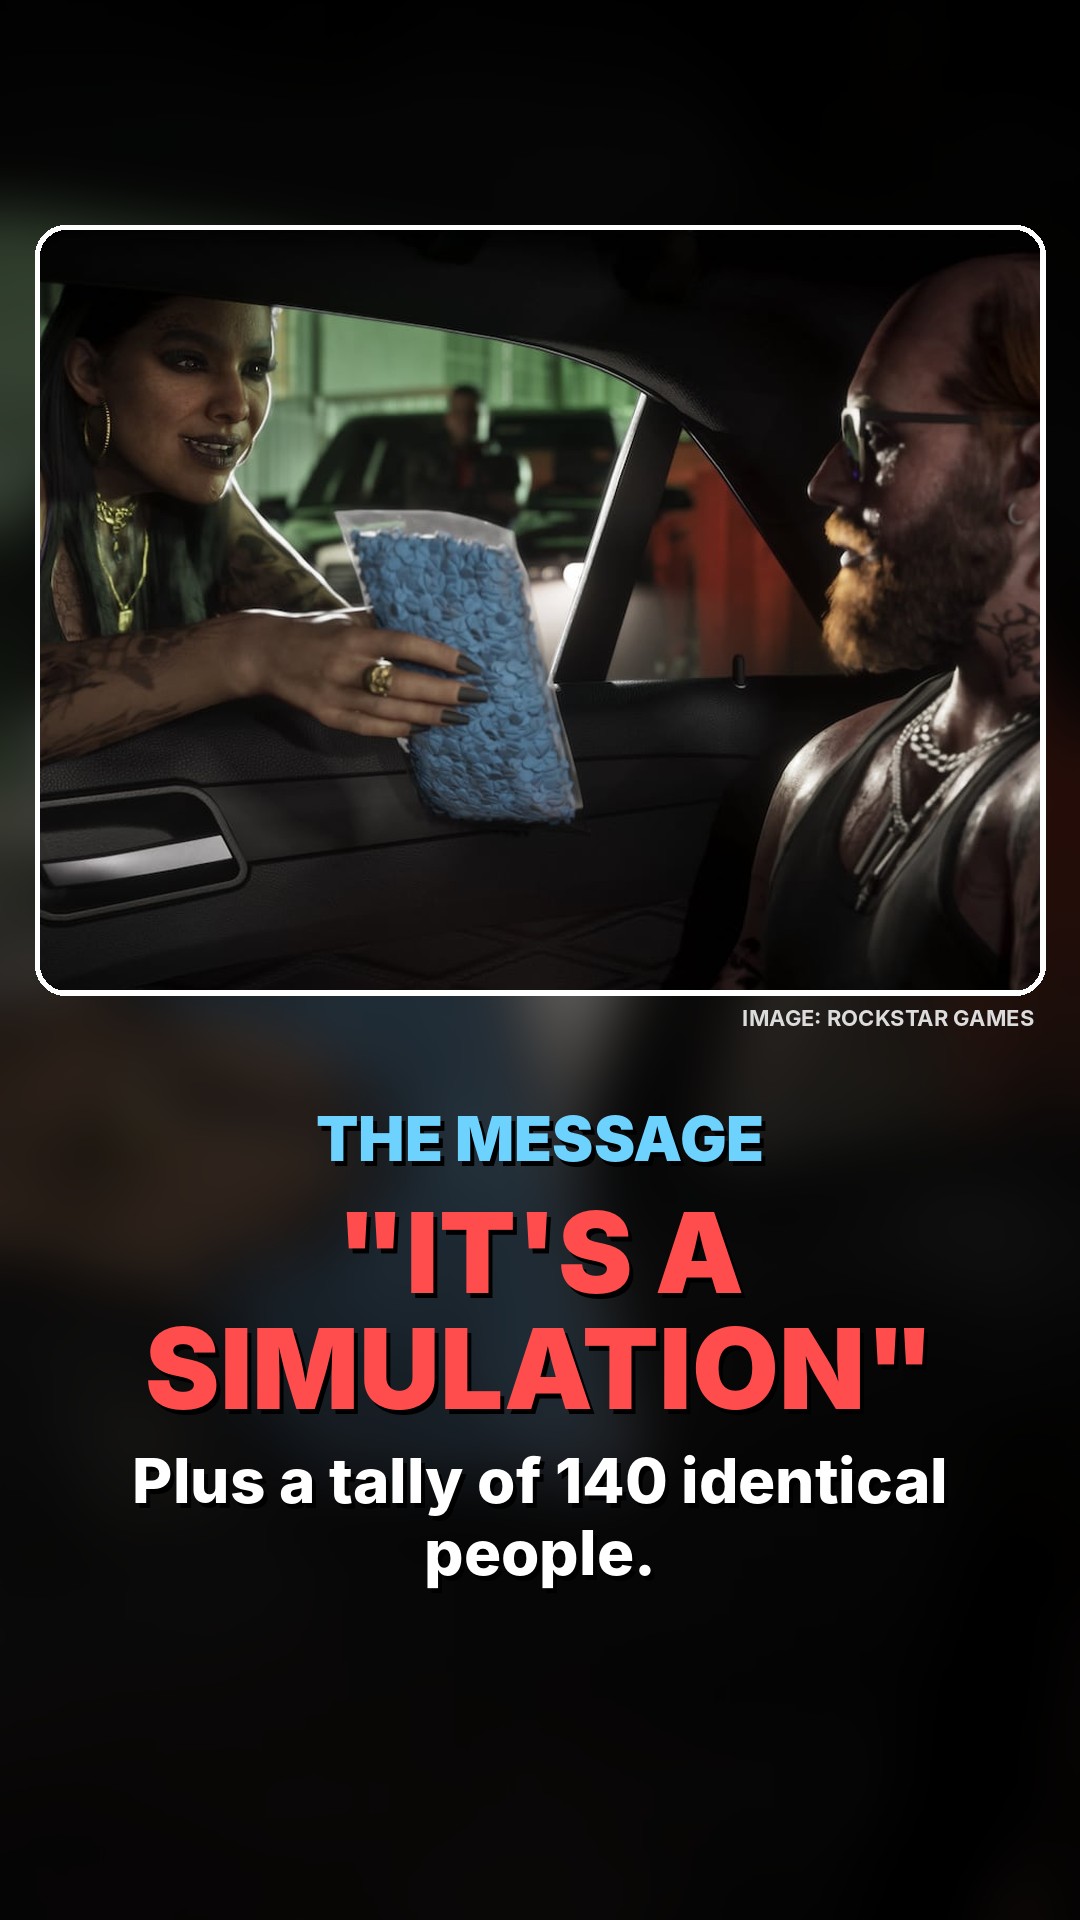 IMAGE: ROCKSTAR GAMES
THE MESSAGE
"IT'S A
SIMULATION"
Plus a tally of 140 identical
people.